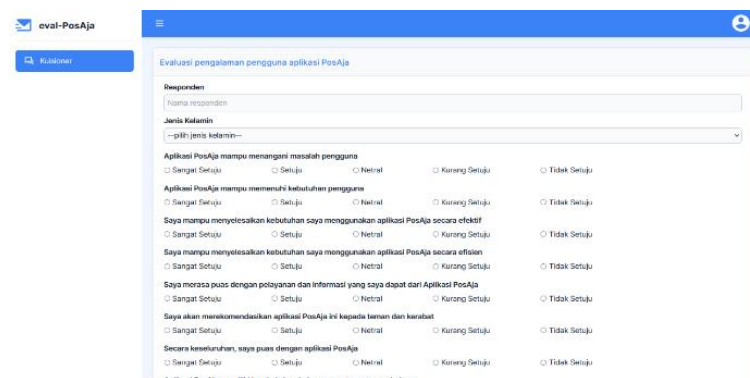 eval-PosAja
Kuisioner
Evaluasi pengalaman pengguna aplikasi PosAja
Responden
Nama responden
Jenis Kelamin
--pilih jenis kelamin--
Aplikasi PosAja mampu menangani masalah pengguna
Sangat Setuju Setuju Netral Kurang Setuju Tidak Setuju
Aplikasi PosAja mampu memenuhi kebutuhan pengguna
Sangat Setuju Setuju Netral Kurang Setuju Tidak Setuju
Saya mampu menyelesaikan kebutuhan saya menggunakan aplikasi PosAja secara efektif
Sangat Setuju Setuju Netral Kurang Setuju Tidak Setuju
Saya mampu menyelesaikan kebutuhan saya menggunakan aplikasi PosAja secara efisien
Sangat Setuju Setuju Netral Kurang Setuju Tidak Setuju
Saya merasa puas dengan pelayanan dan informasi yang saya dapat dari Aplikasi PosAja
Sangat Setuju Setuju Netral Kurang Setuju Tidak Setuju
Saya akan merekomendasikan aplikasi PosAja ini kepada teman dan kerabat
Sangat Setuju Setuju Netral Kurang Setuju Tidak Setuju
Secara keseluruhan, saya puas dengan aplikasi PosAja
Sangat Setuju Setuju Netral Kurang Setuju Tidak Setuju